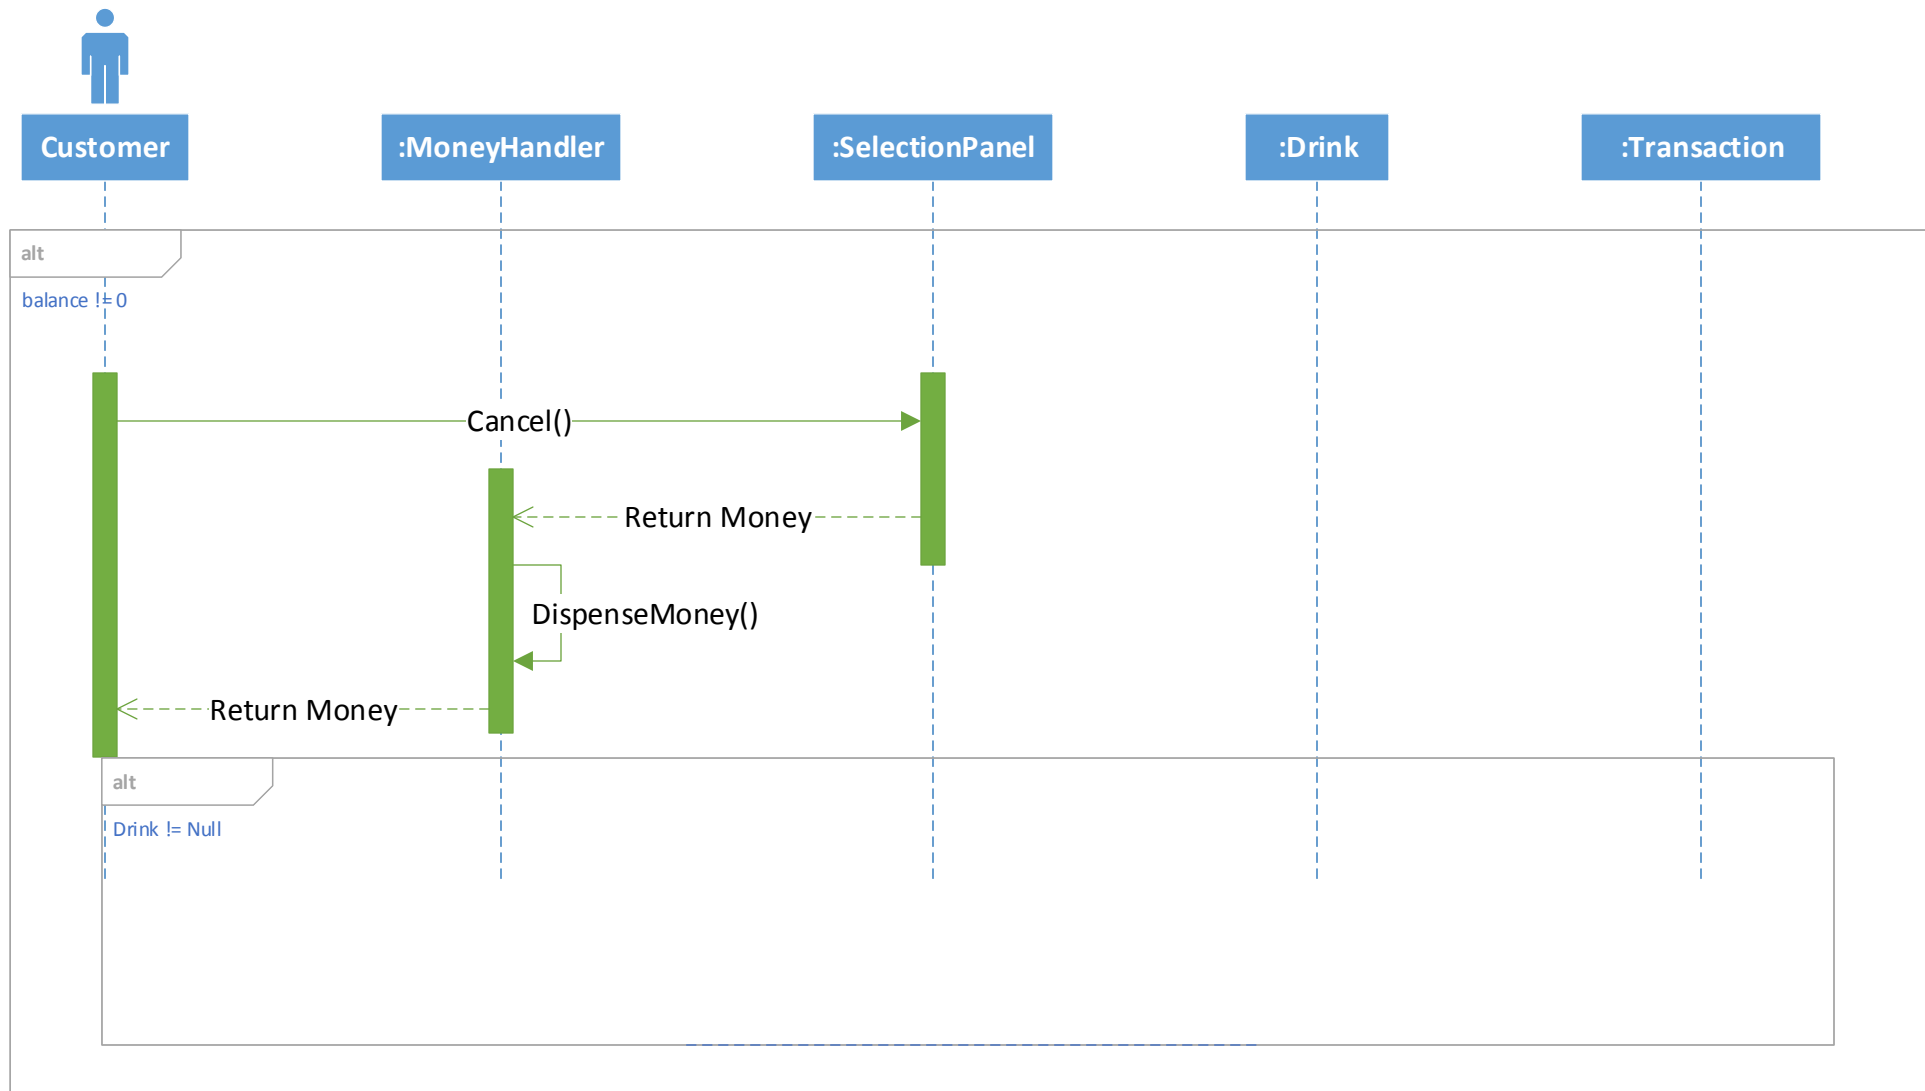 Customer
:MoneyHandler
:SelectionPanel
:Drink
:Transaction
alt
balance != 0
Cancel()
Return Money
DispenseMoney()
Return Money
alt
Drink != Null